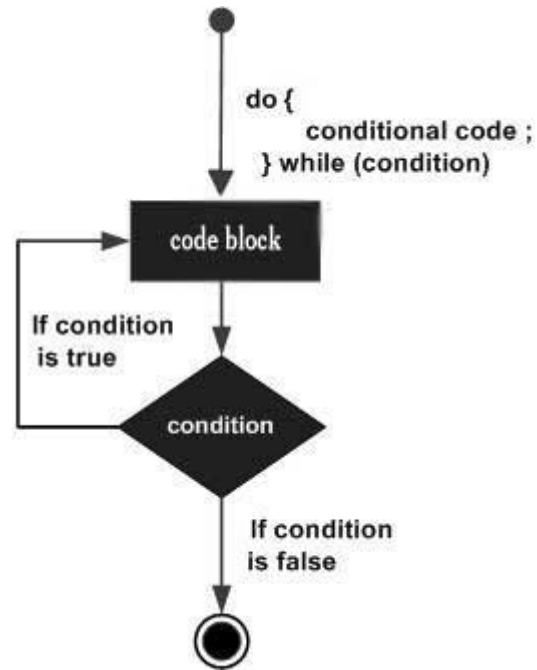 do {
conditional code ;
} while (condition)
code block
If condition
is true
condition
If condition
is false